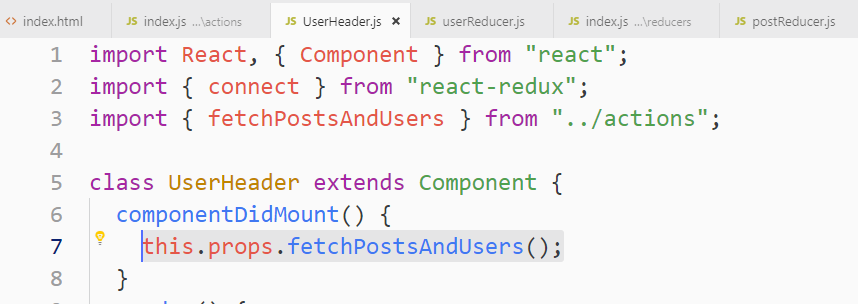 <> index.html JS index.js ...\actions JS UserHeader.js × JS userReducer.js JS index.js ...\reducers JS postReducer.js
1 import React, { Component } from "react";
2 import { connect } from "react-redux";
3 import { fetchPostsAndUsers } from "../actions";
4
5 class UserHeader extends Component {
6 componentDidMount() {
7 this.props.fetchPostsAndUsers();
8 }